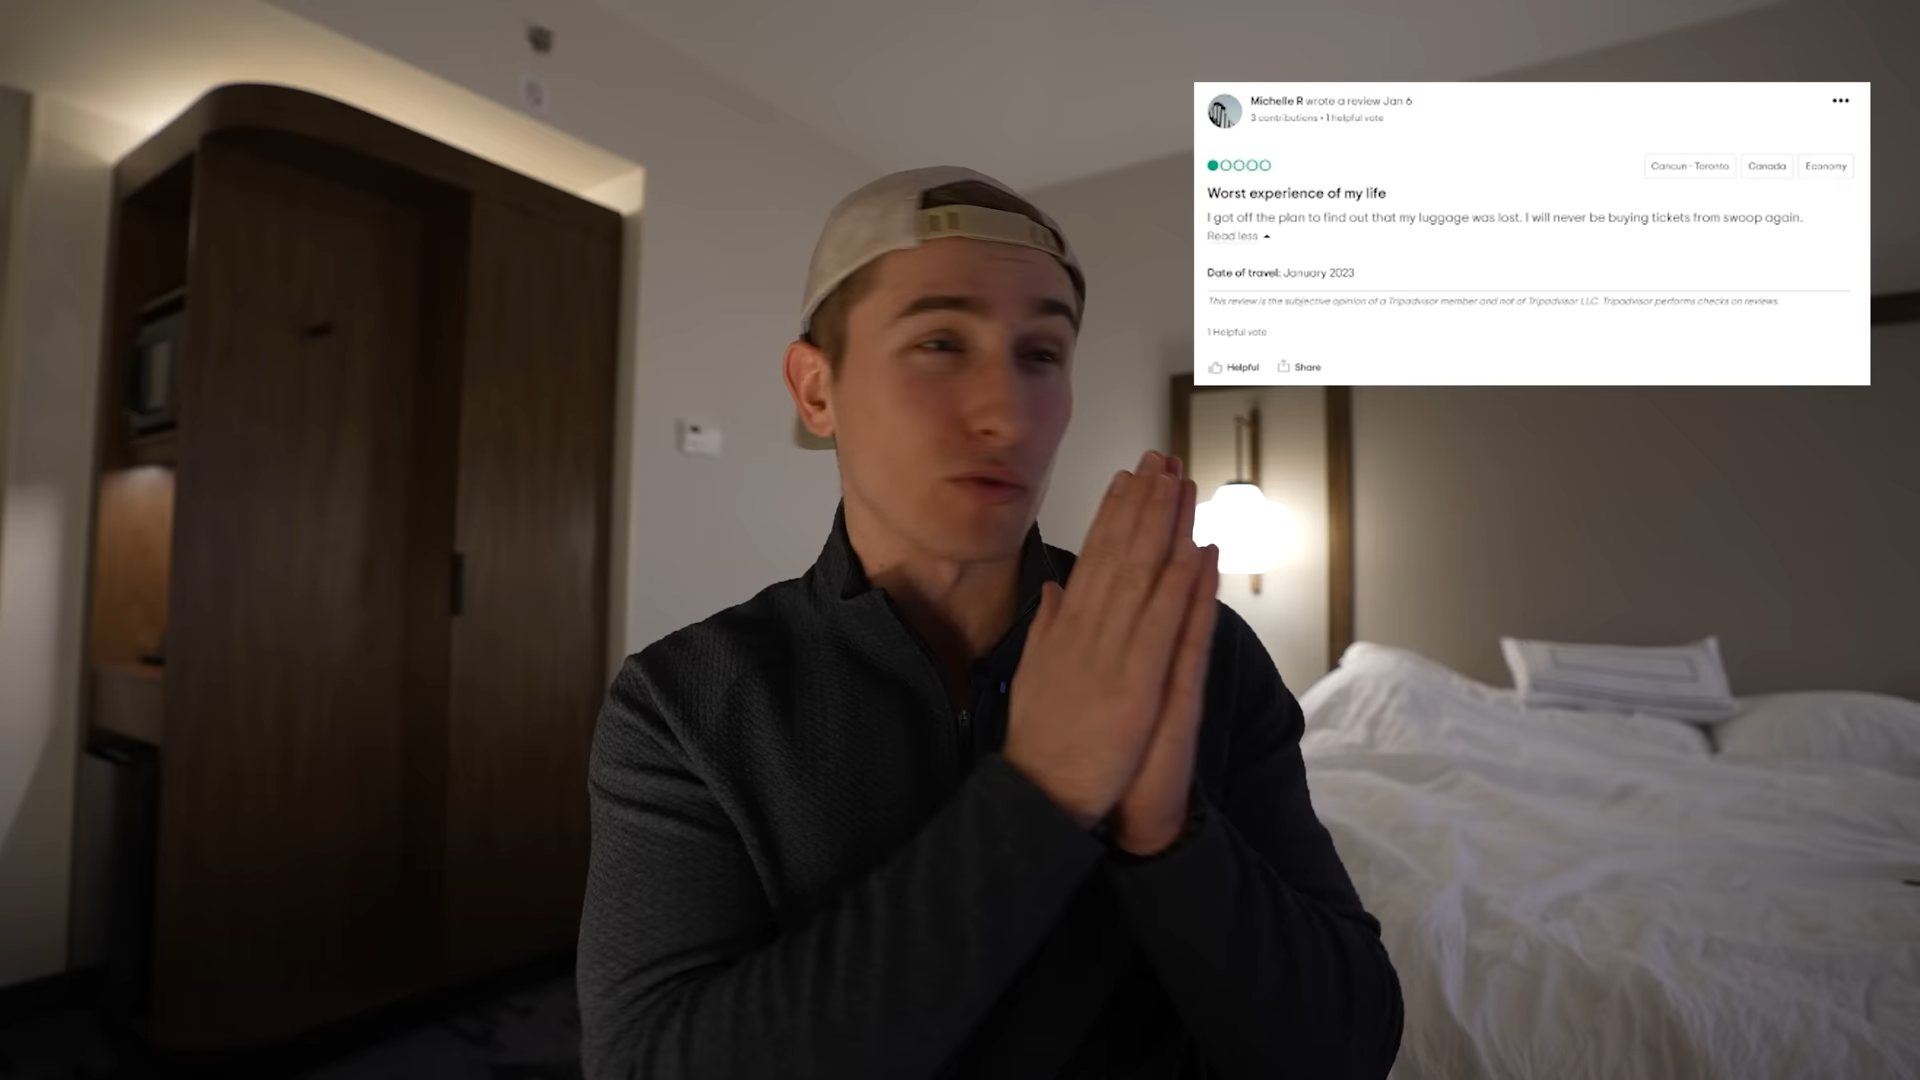 Michelle R wrote a review Jan 6
3 contributions • 1 helpful vote
Cancun - Toronto
Canada
Economy
Worst experience of my life
I got off the plan to find out that my luggage was lost. I will never be buying tickets from swoop again.
Read less
Date of travel: January 2023
This review is the subjective opinion of a Tripadvisor member and not of Tripadvisor LLC. Tripadvisor performs checks on reviews.
1 Helpful vote
Helpful
Share